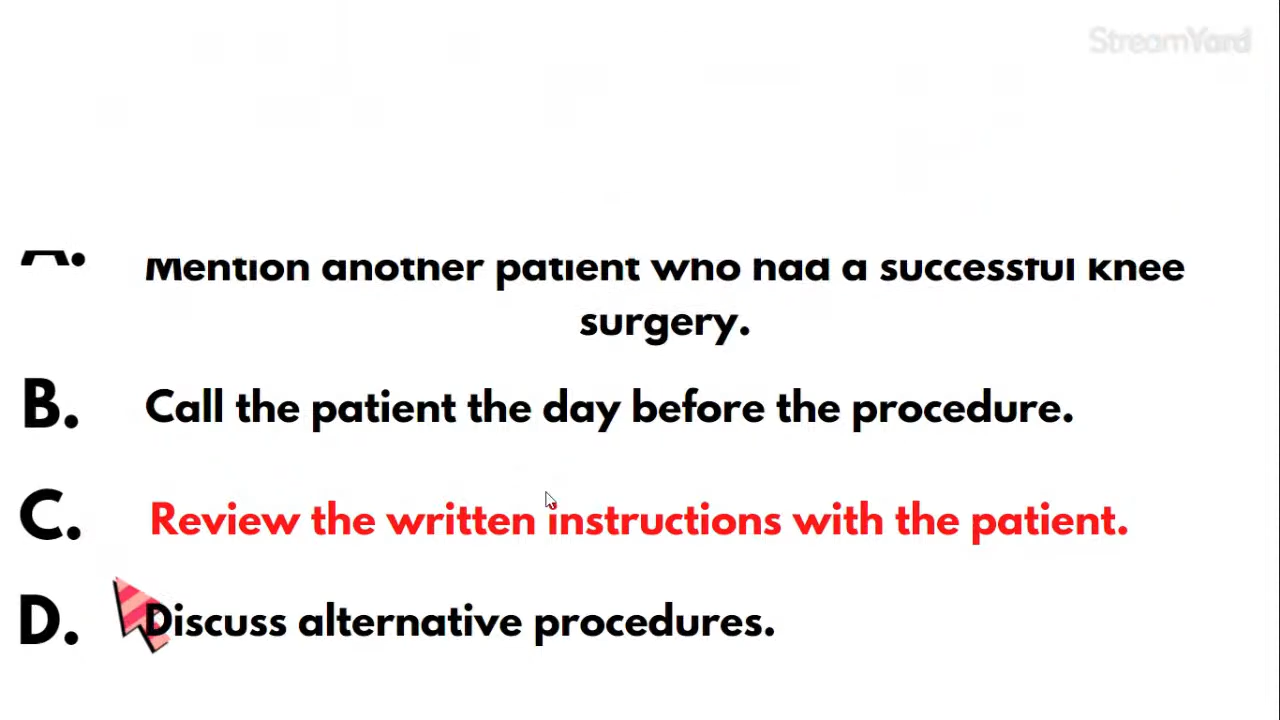 StreamYard
A. Mention another patient who had a successful knee
surgery.
B. Call the patient the day before the procedure.
C. Review the written instructions with the patient.
D. Discuss alternative procedures.